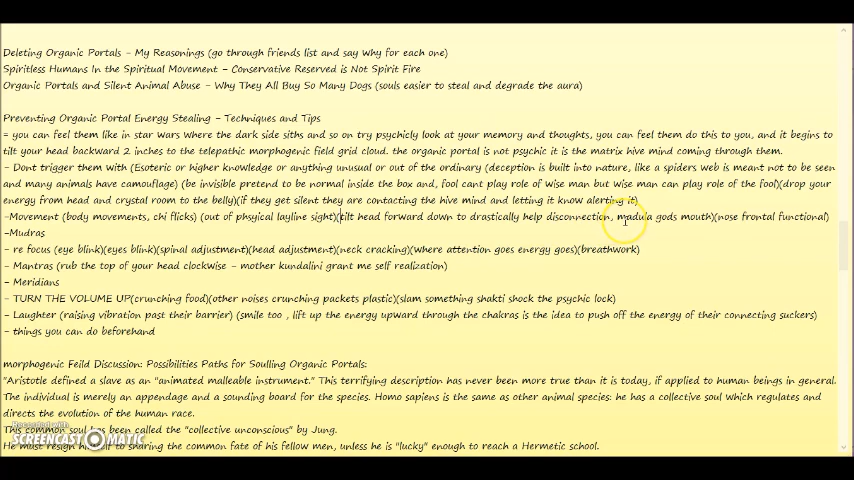 Deleting Organic Portals - My Reasonings (go through friends list and say why for each one)
Spiritless Humans In the Spiritual Movement - Conservative Reserved is Not Spirit Fire
Organic Portals and Silent Animal Abuse - Why They All Buy So Many Dogs (souls easier to steal and degrade the aura)
Preventing Organic Portal Energy Stealing - Techniques and Tips
= you can feel them like in star wars where the dark side siths and so on try psychicly look at your memory and thoughts, you can feel them do this to you, and it begins to
tilt your head backward 2 inches to the telepathic morphogenic field grid cloud. the organic portal is not psychic it is the matrix hive mind coming through them.
- Dont trigger them with (Esoteric or higher knowledge or anything unusual or out of the ordinary (deception is built into nature, like a spiders web is meant not to be seen
and many animals have camouflage) (be invisible pretend to be normal inside the box and, fool cant play role of wise man but wise man can play role of the fool)(drop your
energy from head and crystal room to the belly)(if they get silent they are contacting the hive mind and letting it know alerting it)
-Movement (body movements, chi flicks) (out of phsyical layline sight)(tilt head forward down to drastically help disconnection, madula gods mouth)(nose frontal functional)
-Mudras
- re focus (eye blink)(eyes blink)(spinal adjustment)(head adjustment)(neck cracking)(where attention goes energy goes)(breathwork)
- Mantras (rub the top of your head clockwise - mother kundalini grant me self realization)
- Meridians
- TURN THE VOLUME UP(crunching food)(other noises crunching packets plastic)(slam something shakti shock the psychic lock)
- Laughter (raising vibration past their barrier) (smile too , lift up the energy upward through the chakras is the idea to push off the energy of their connecting suckers)
- things you can do beforehand
morphogenic Feild Discussion: Possibilities Paths for Soulling Organic Portals:
"Aristotle defined a slave as an "animated malleable instrument." This terrifying description has never been more true than it is today, if applied to human beings in general.
The individual is merely an appendage and a sounding board for the species. Homo sapiens is the same as other animal species: he has a collective soul which regulates and
directs the evolution of the human race.
This common soul has been called the "collective unconscious" by Jung.
He must resign himself to sharing the common fate of his fellow men, unless he is "lucky" enough to reach a Hermetic school.
Recorded with
SCREENCAST MATIC